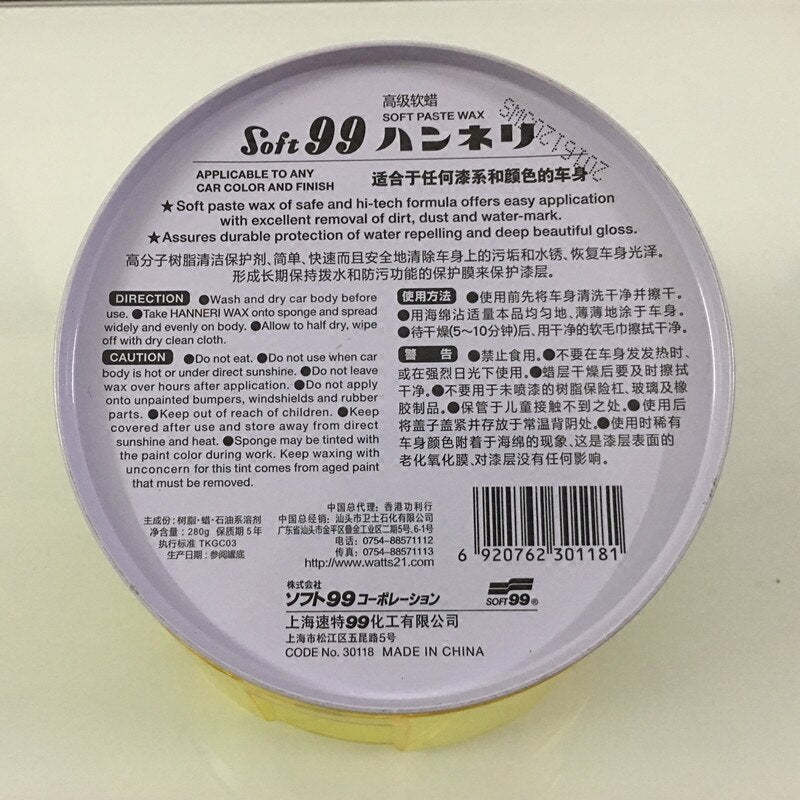 高级软蜡
SOFT PASTE WAX
Soft 99 ハンネリ
APPLICABLE TO ANY
CAR COLOR AND FINISH
适合于任何漆系和颜色的车身
★Soft paste wax of safe and hi-tech formula offers easy application
with excellent removal of dirt, dust and water-mark.
★Assures durable protection of water repelling and deep beautiful gloss.
高分子树脂清洁保护剂、简单、快速而且安全地清除车身上的污垢和水锈、恢复车身光泽。
形成长期保持拨水和防污功能的保护膜来保护漆层。
DIRECTION ●Wash and dry car body before
use. ●Take HANNERI WAX onto sponge and spread
widely and evenly on body. ●Allow to half dry, wipe
off with dry clean cloth.
CAUTION ●Do not eat. ●Do not use when car
body is hot or under direct sunshine. ●Do not leave
wax over hours after application. ●Do not apply
onto unpainted bumpers, windshields and rubber
parts. ●Keep out of reach of children. ●Keep
covered after use and store away from direct
sunshine and heat. ●Sponge may be tinted with
the paint color during work. Keep waxing with
unconcern for this tint comes from aged paint
that must be removed.
使用方法 ●使用前先将车身清洗干净并擦干。
●用海绵沾适量本品均匀地、薄薄地涂于车身。
●待干燥(5～10分钟)后、用干净的软毛巾擦拭干净。
警告 ●禁止食用。●不要在车身发发热时、
或在强烈日光下使用。●蜡层干燥后要及时擦拭
干净。●不要用于未喷漆的树脂保险杠、玻璃及橡
胶制品。●保管于儿童接触不到之处。●使用后
将盖子盖紧并存放于常温背阴处。●使用时稀有
车身颜色附着于海绵的现象、这是漆层表面的
老化氧化膜、对漆层没有任何影响。
主成份: 树脂·蜡·石油系溶剂
净含量: 280g 保质期 5年
执行标准 TKGC03
生产日期: 参阅罐底
中国总代理: 香港功利行
中国总经销: 汕头市卫士石化有限公司
广东省汕头市金平区叠金工业区二路5号,6-1号
电话: 0754-88571112
传真: 0754-88571113
http://www.watts21.com
6 920762 301181
株式会社
ソフト99コーポレーション
SOFT99®
上海速特99化工有限公司
上海市松江区五昆路5号
CODE No. 30118 MADE IN CHINA